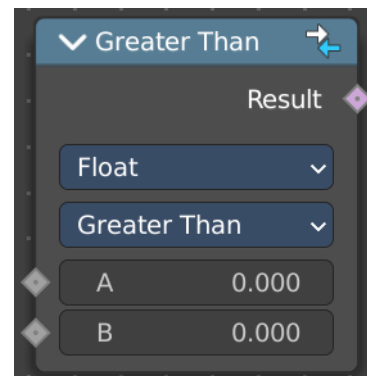 Greater Than
Result
Float
Greater Than
A 0.000
B 0.000